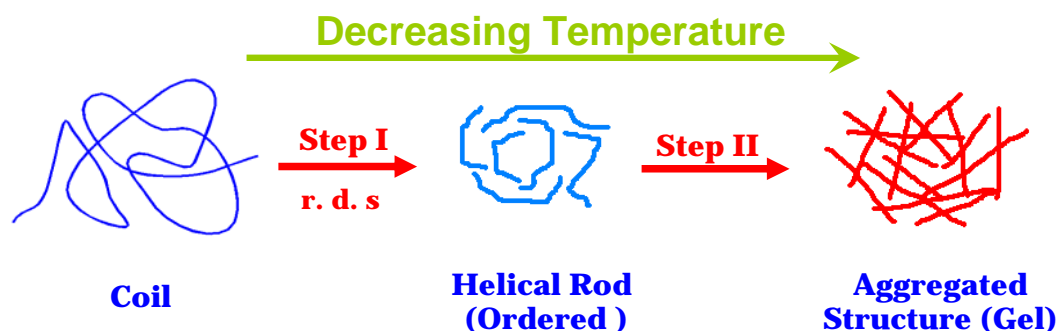 Decreasing Temperature
Step I
r. d. s
Step II
Coil
Helical Rod
(Ordered )
Aggregated
Structure (Gel)